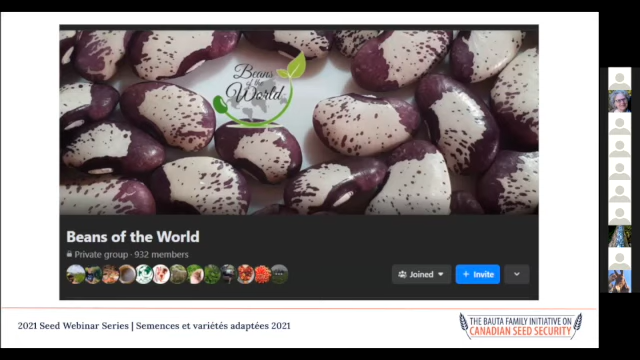 Beans
of the
World
Beans of the World
Private group · 932 members
Joined
+ Invite
2021 Seed Webinar Series | Semences et variétés adaptées 2021
THE BAUTA FAMILY INITIATIVE ON
CANADIAN SEED SECURITY